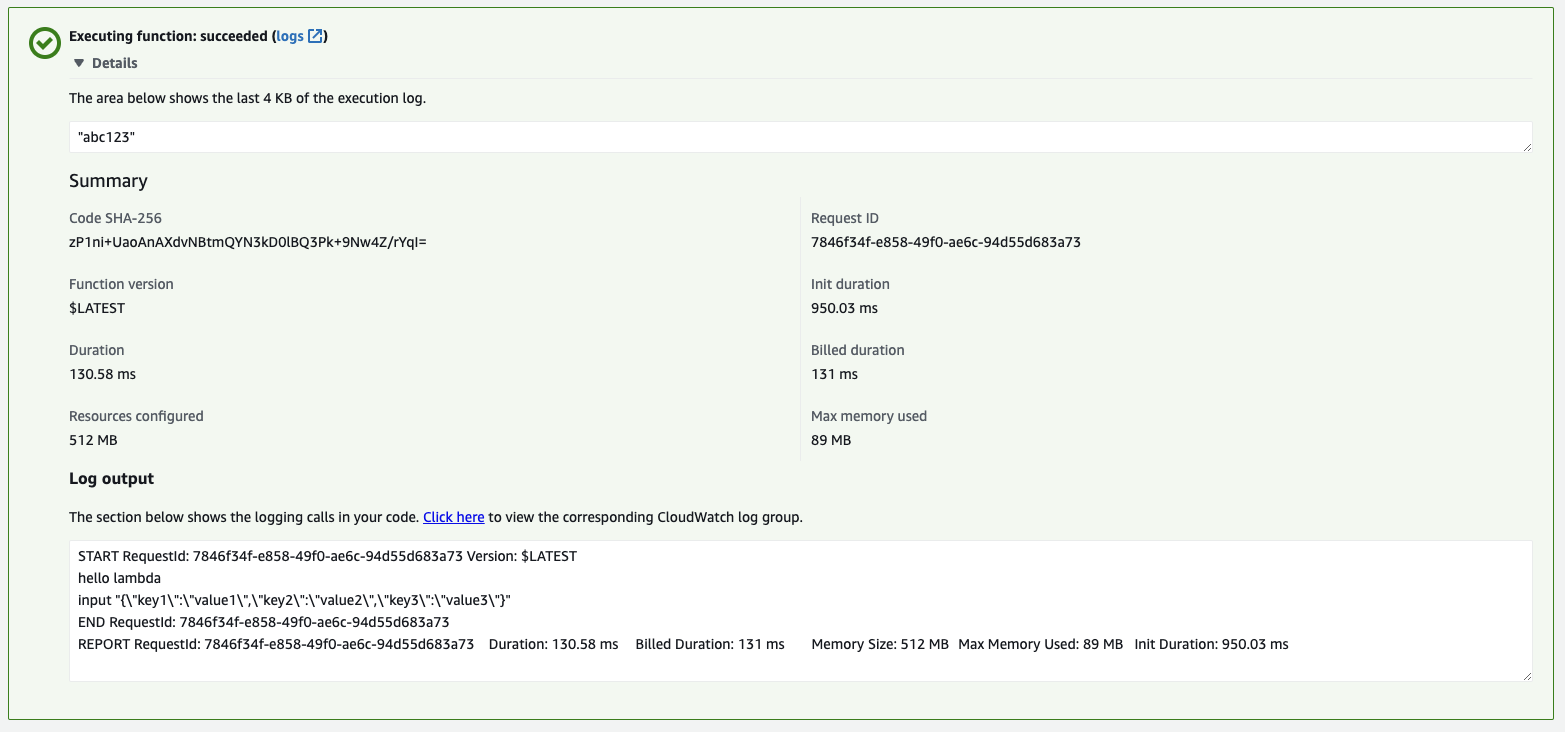 Executing function: succeeded (logs)
Details
The area below shows the last 4 KB of the execution log.
"abc123"
Summary
Code SHA-256
zP1ni+UaoAnAXdvNBtmQYN3kD0lBQ3Pk+9Nw4Z/rYqI=
Request ID
7846f34f-e858-49f0-ae6c-94d55d683a73
Function version
$LATEST
Init duration
950.03 ms
Duration
130.58 ms
Billed duration
131 ms
Resources configured
512 MB
Max memory used
89 MB
Log output
The section below shows the logging calls in your code. Click here to view the corresponding CloudWatch log group.
START RequestId: 7846f34f-e858-49f0-ae6c-94d55d683a73 Version: $LATEST
hello lambda
input "{\"key1\":\"value1\",\"key2\":\"value2\",\"key3\":\"value3\"}"
END RequestId: 7846f34f-e858-49f0-ae6c-94d55d683a73
REPORT RequestId: 7846f34f-e858-49f0-ae6c-94d55d683a73 Duration: 130.58 ms Billed Duration: 131 ms Memory Size: 512 MB Max Memory Used: 89 MB Init Duration: 950.03 ms